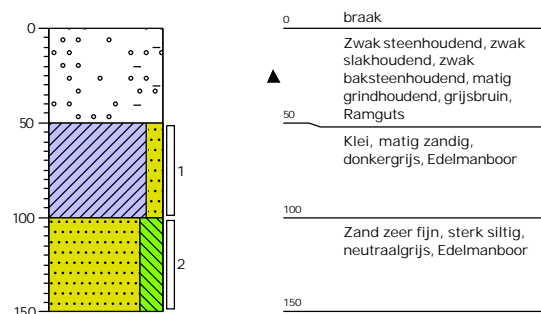 0
50
100
150
1
2
0
braak
Zwak steenhoudend, zwak
slakhoudend, zwak
baksteenhoudend, matig
grindhoudend, grijsbruin,
Ramguts
50
Klei, matig zandig,
donkergrijs, Edelmanboor
100
Zand zeer fijn, sterk siltig,
neutraalgrijs, Edelmanboor
150